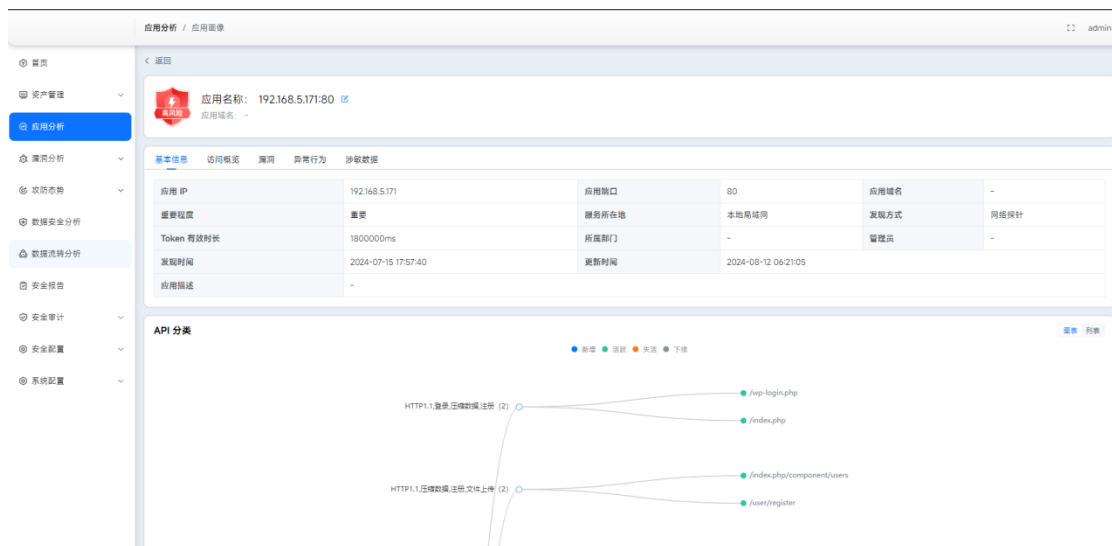 应用分析 / 应用画像
admin
首页
资产管理
应用分析
漏洞分析
攻防态势
数据安全分析
数据流转分析
安全报告
安全审计
安全配置
系统配置
返回
高风险
应用名称: 192.168.5.171:80
应用域名: -
基本信息 访问概览 漏洞 异常行为 涉敏数据
应用 IP 192.168.5.171 应用端口 80 应用域名 -
重要程度 重要 服务所在地 本地局域网 发现方式 网络探针
Token 有效时长 1800000ms 所属部门 - 管理员 -
发现时间 2024-07-15 17:57:40 更新时间 2024-08-12 06:21:05
应用描述 -
API 分类
图表 列表
新增 活跃 失活 下线
HTTP1.1,登录,压缩数据,注册 (2)
/wp-login.php
/index.php
HTTP1.1,压缩数据,注册,文件上传 (2)
/index.php/component/users
/user/register